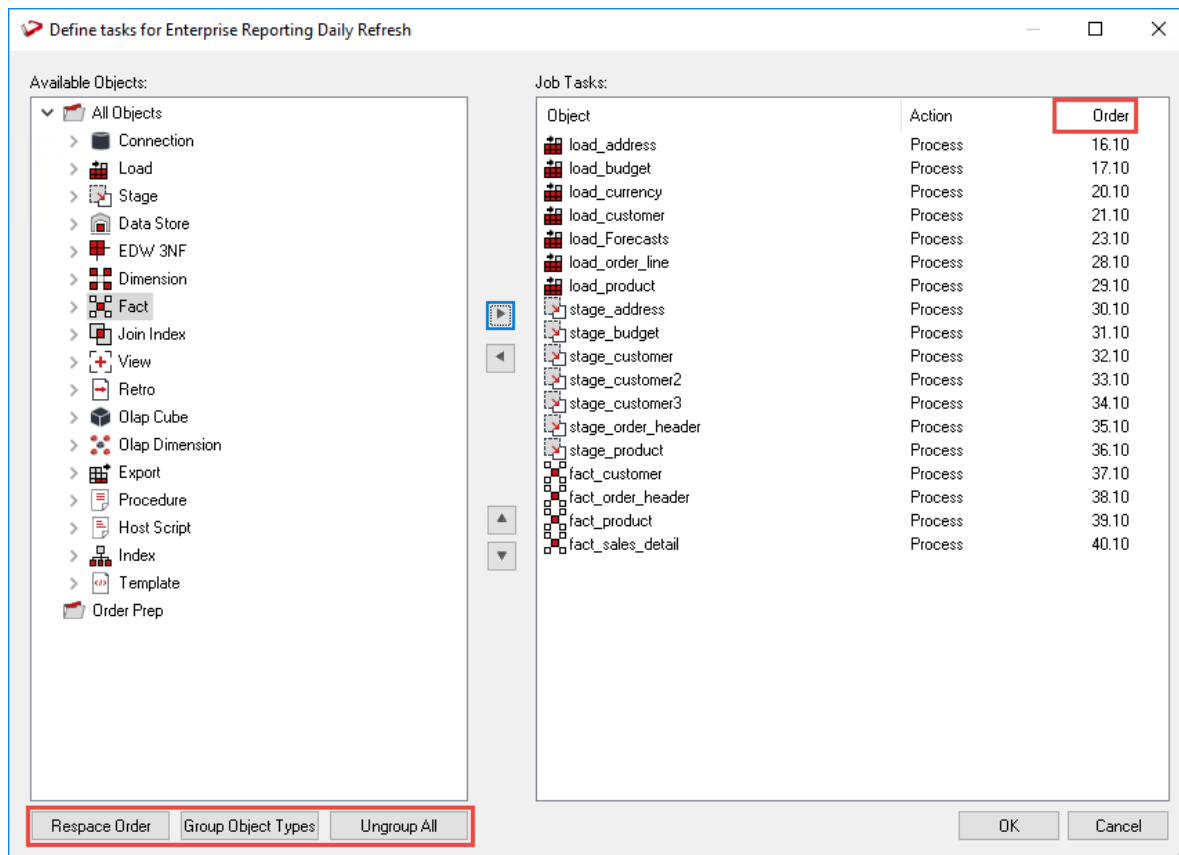 Define tasks for Enterprise Reporting Daily Refresh
Available Objects:
All Objects
Connection
Load
Stage
Data Store
EDW 3NF
Dimension
Fact
Join Index
View
Retro
Olap Cube
Olap Dimension
Export
Procedure
Host Script
Index
Template
Order Prep
Respace Order Group Object Types Ungroup All
Job Tasks:
Object Action Order
load_address Process 16.10
load_budget Process 17.10
load_currency Process 20.10
load_customer Process 21.10
load_Forecasts Process 23.10
load_order_line Process 28.10
load_product Process 29.10
stage_address Process 30.10
stage_budget Process 31.10
stage_customer Process 32.10
stage_customer2 Process 33.10
stage_customer3 Process 34.10
stage_order_header Process 35.10
stage_product Process 36.10
fact_customer Process 37.10
fact_order_header Process 38.10
fact_product Process 39.10
fact_sales_detail Process 40.10
OK Cancel